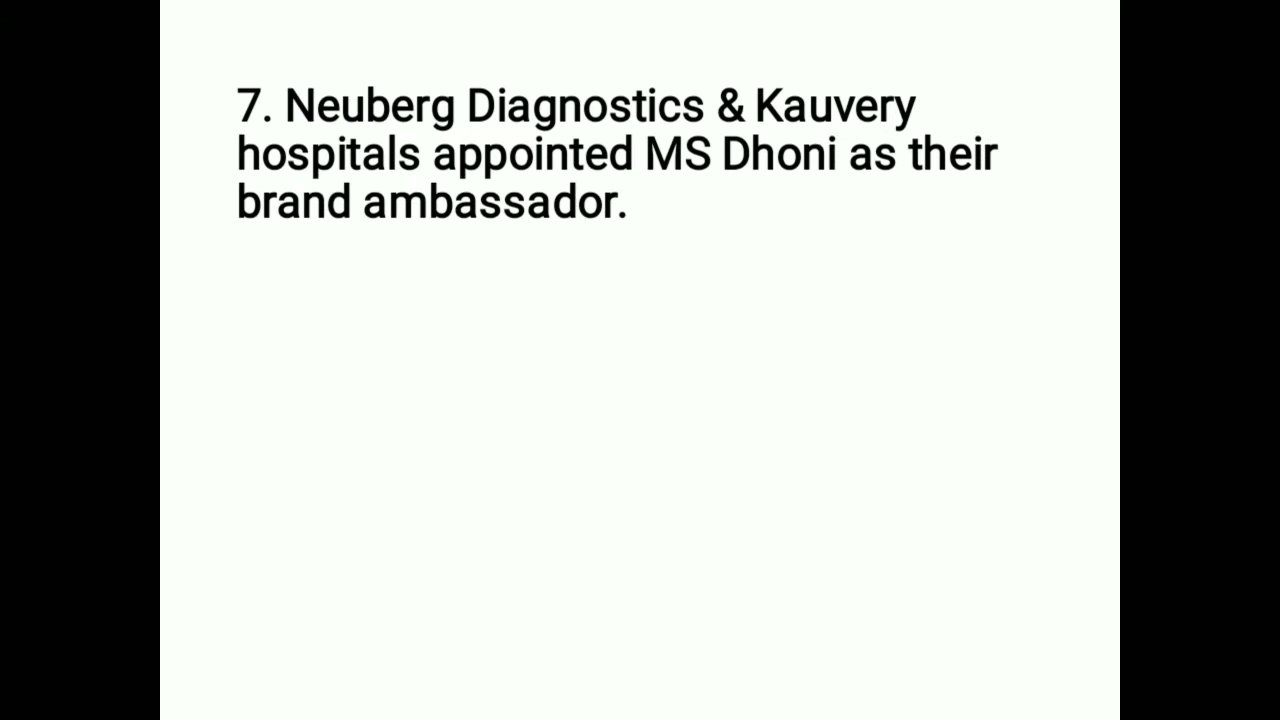 7. Neuberg Diagnostics & Kauvery
hospitals appointed MS Dhoni as their
brand ambassador.